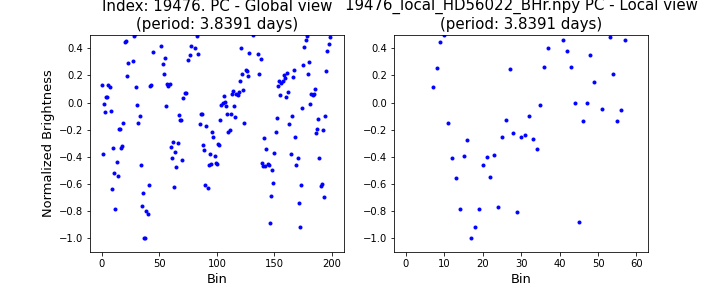 Index: 19476. PC - Global view
(period: 3.8391 days)
19476_local_HD56022_BHr.npy PC - Local view
(period: 3.8391 days)
Normalized Brightness
0.4
0.2
0.0
−0.2
−0.4
−0.6
−0.8
−1.0
0 50 100 150 200
Bin
0.4
0.2
0.0
−0.2
−0.4
−0.6
−0.8
−1.0
0 10 20 30 40 50 60
Bin